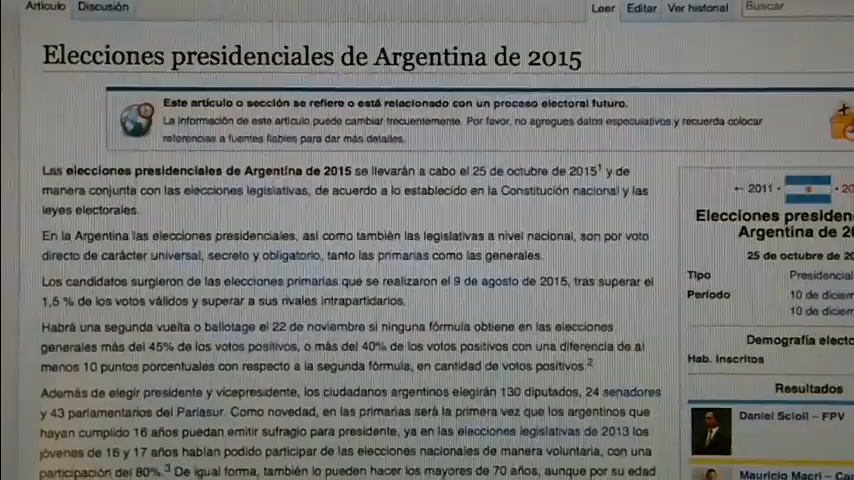 Artículo Discusión Leer Editar Ver historial Buscar
Elecciones presidenciales de Argentina de 2015
Este artículo o sección se refiere o está relacionado con un proceso electoral futuro.
La información de este artículo puede cambiar frecuentemente. Por favor, no agregues datos especulativos y recuerda colocar
referencias a fuentes fiables para dar más detalles.
Las elecciones presidenciales de Argentina de 2015 se llevarán a cabo el 25 de octubre de 2015¹ y de
manera conjunta con las elecciones legislativas, de acuerdo a lo establecido en la Constitución nacional y las
leyes electorales.
En la Argentina las elecciones presidenciales, así como también las legislativas a nivel nacional, son por voto
directo de carácter universal, secreto y obligatorio, tanto las primarias como las generales.
Los candidatos surgieron de las elecciones primarias que se realizaron el 9 de agosto de 2015, tras superar el
1,5 % de los votos válidos y superar a sus rivales intrapartidarios.
Habrá una segunda vuelta o ballotage el 22 de noviembre si ninguna fórmula obtiene en las elecciones
generales más del 45% de los votos positivos, o más del 40% de los votos positivos con una diferencia de al
menos 10 puntos porcentuales con respecto a la segunda fórmula, en cantidad de votos positivos.²
Además de elegir presidente y vicepresidente, los ciudadanos argentinos elegirán 130 diputados, 24 senadores
y 43 parlamentarios del Parlasur. Como novedad, en las primarias será la primera vez que los argentinos que
hayan cumplido 16 años puedan emitir sufragio para presidente, ya en las elecciones legislativas de 2013 los
jóvenes de 16 y 17 años habían podido participar de las elecciones nacionales de manera voluntaria, con una
participación del 80%.³ De igual forma, también lo pueden hacer los mayores de 70 años, aunque por su edad
← 2011 • • 20
Elecciones presiden
Argentina de 20
25 de octubre de 20
Tipo Presidencial
Período 10 de diciem
10 de diciem
Demografía electo
Hab. inscritos
Resultados
Daniel Scioli – FPV
Mauricio Macri – Ca